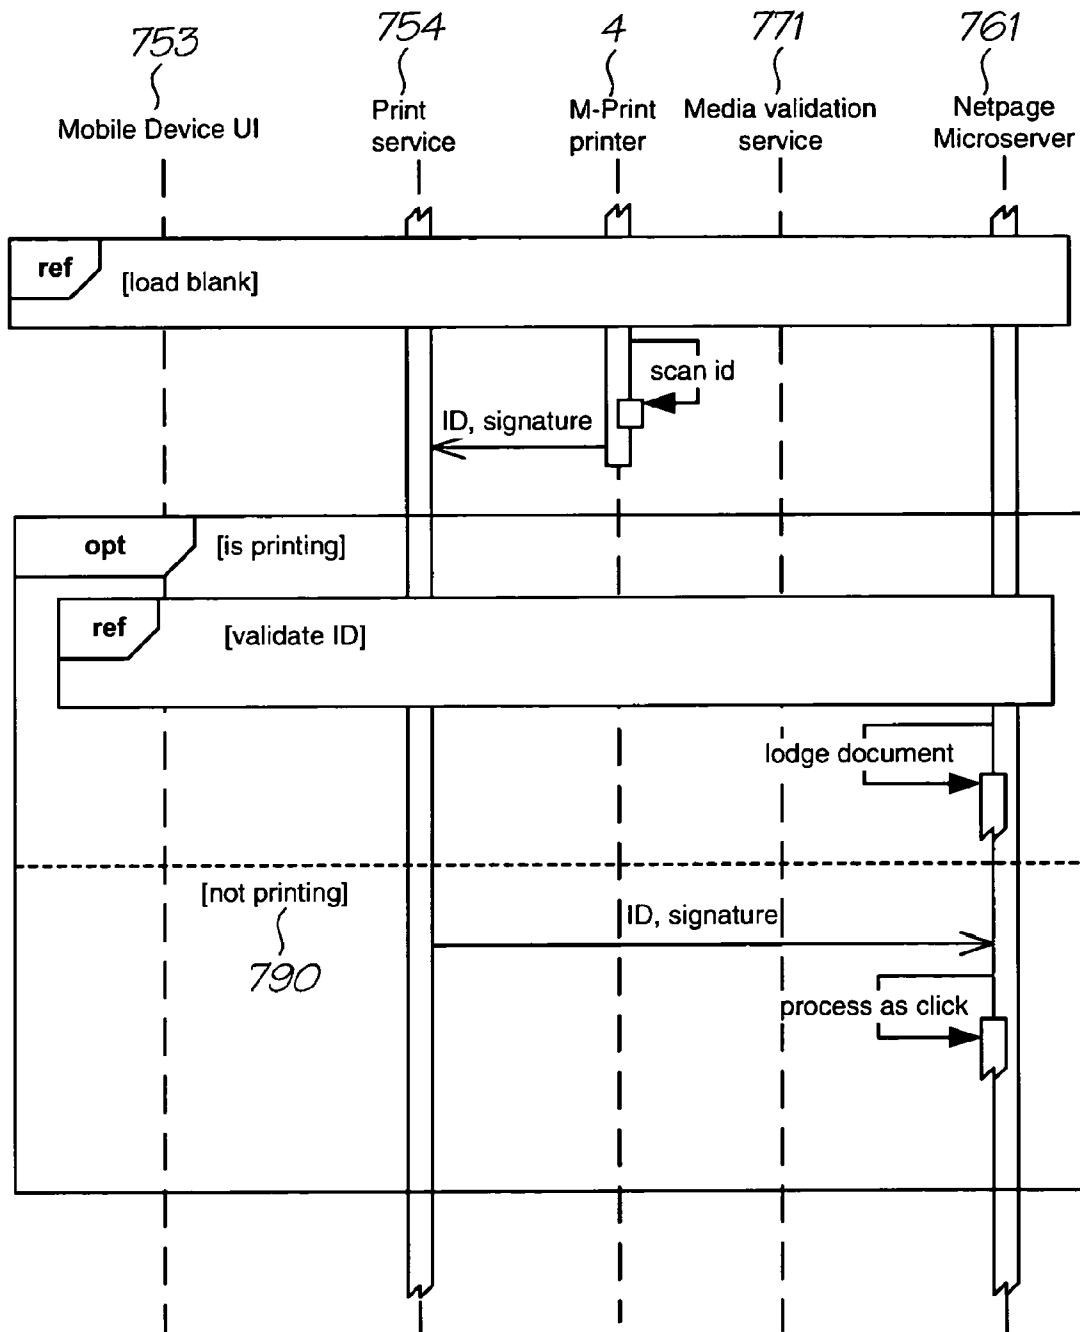 753 754 4 771 761
Mobile Device UI
Print
service
M-Print
printer
Media validation
service
Netpage
Microserver
ref [load blank]
scan id
ID, signature
opt [is printing]
ref [validate ID]
lodge document
[not printing]
790
ID, signature
process as click